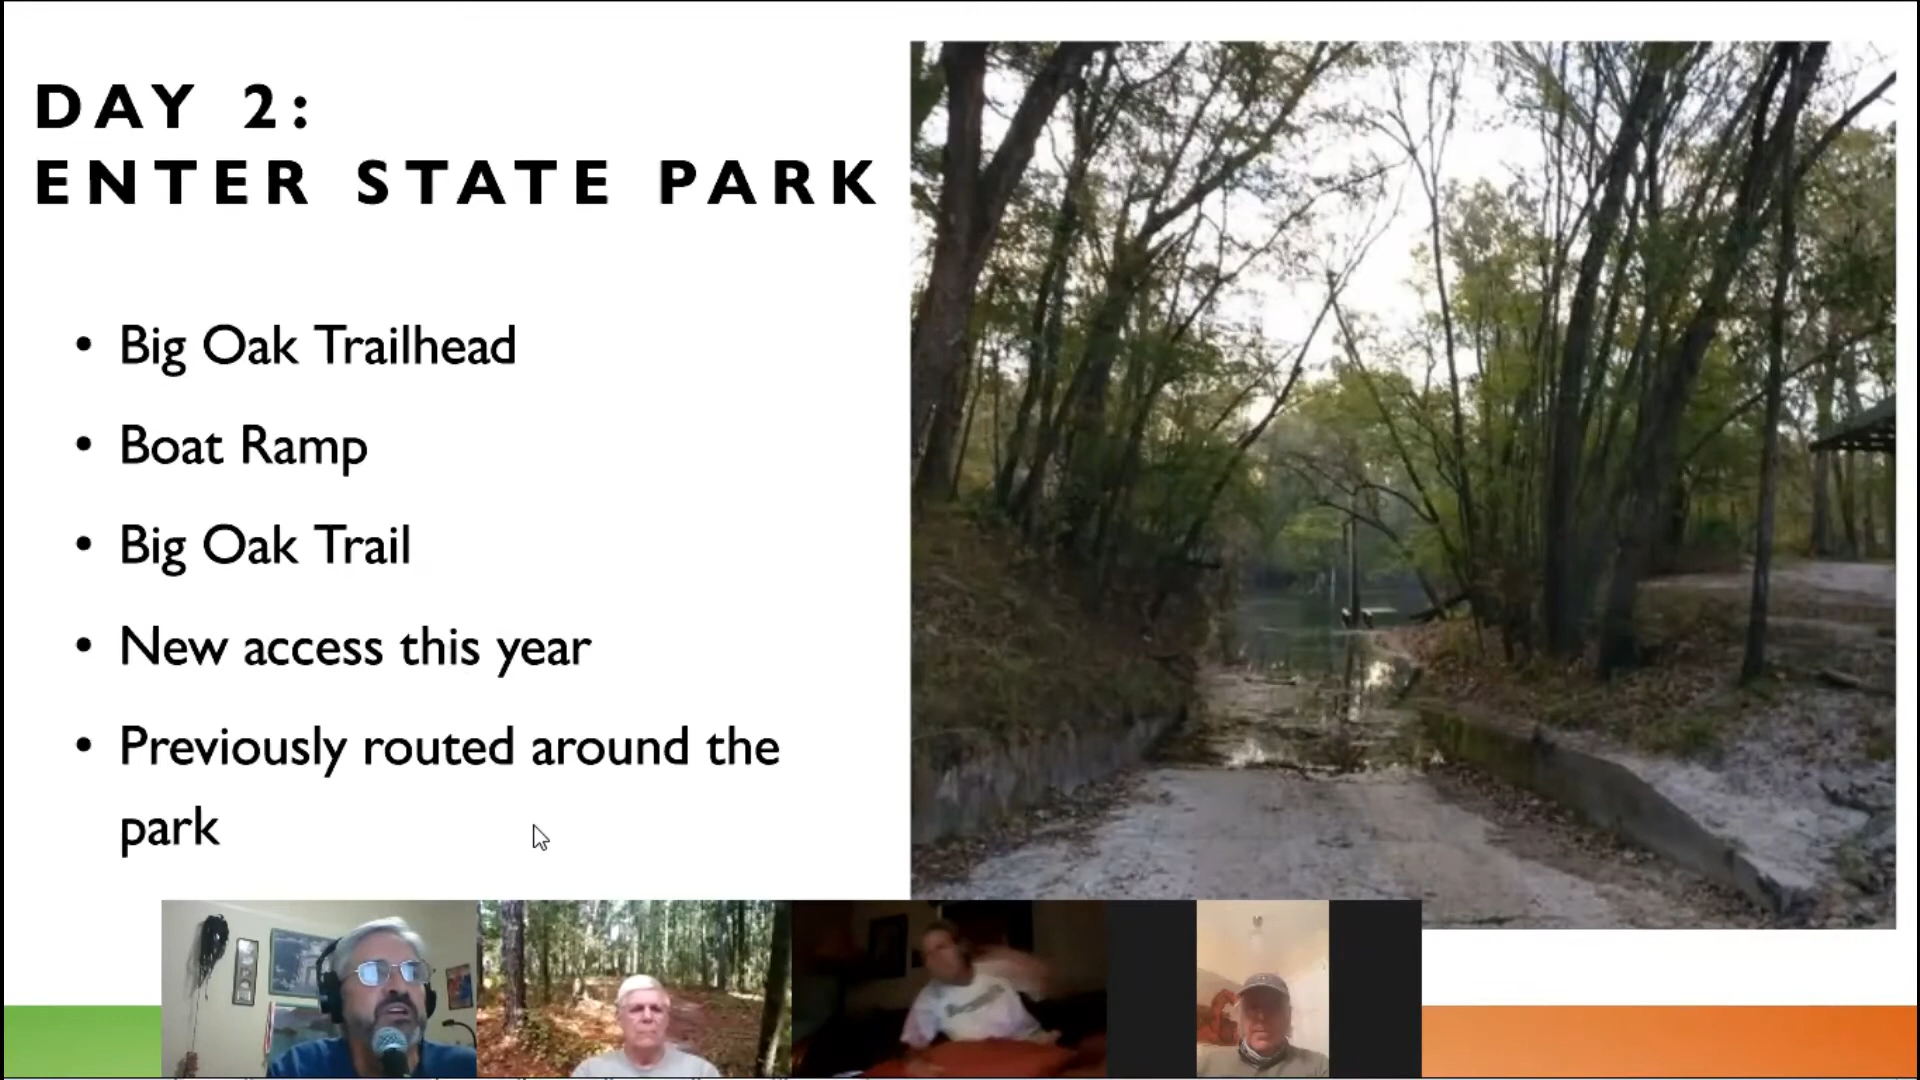 DAY 2:
ENTER STATE PARK
• Big Oak Trailhead
• Boat Ramp
• Big Oak Trail
• New access this year
• Previously routed around the
park